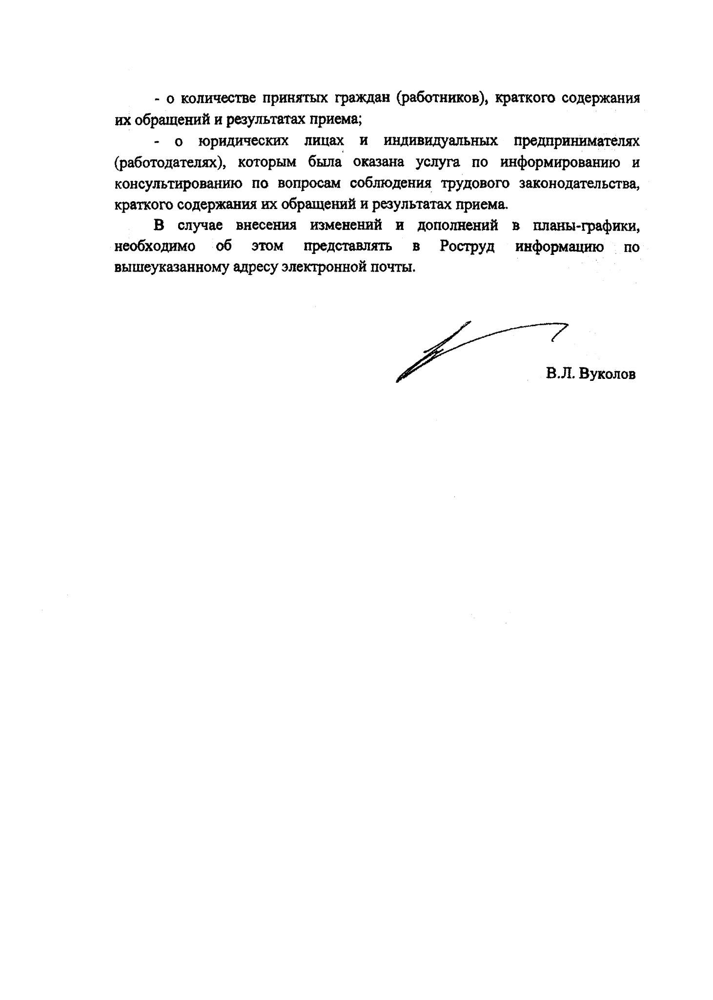 - о количестве принятых граждан (работников), краткого содержания
их обращений и результатах приема;
- о юридических лицах и индивидуальных предпринимателях
(работодателях), которым была оказана услуга по информированию и
консультированию по вопросам соблюдения трудового законодательства,
краткого содержания их обращений и результатах приема.
В случае внесения изменений и дополнений в планы-графики,
необходимо об этом представлять в Роструд информацию по
вышеуказанному адресу электронной почты.
В.Л. Вуколов